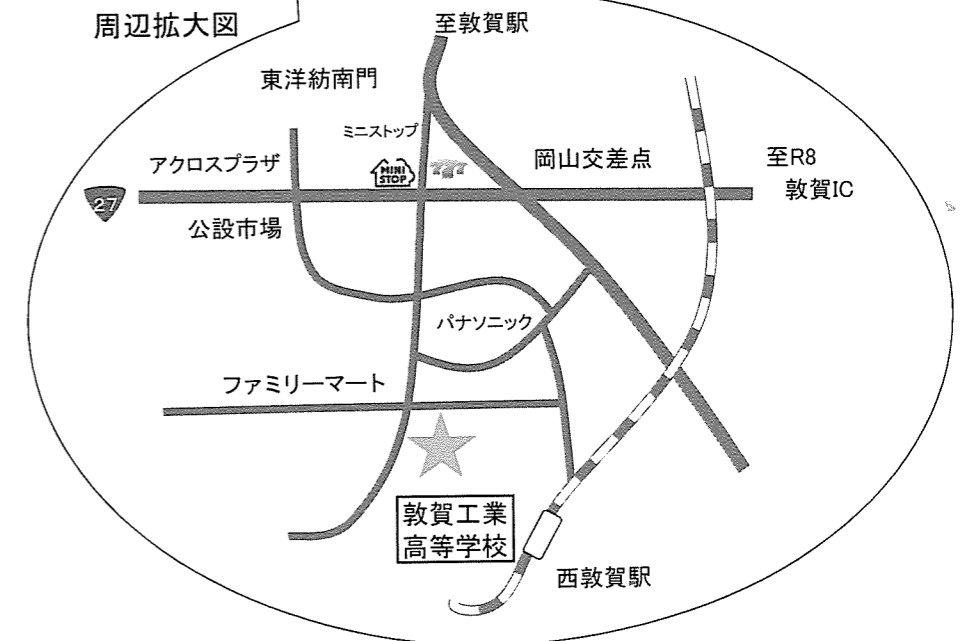 周辺拡大図
至敦賀駅
東洋紡南門
ミニストップ
アクロスプラザ
MINI
STOP
777
岡山交差点
至R8
敦賀IC
27
公設市場
パナソニック
ファミリーマート
敦賀工業
高等学校
西敦賀駅